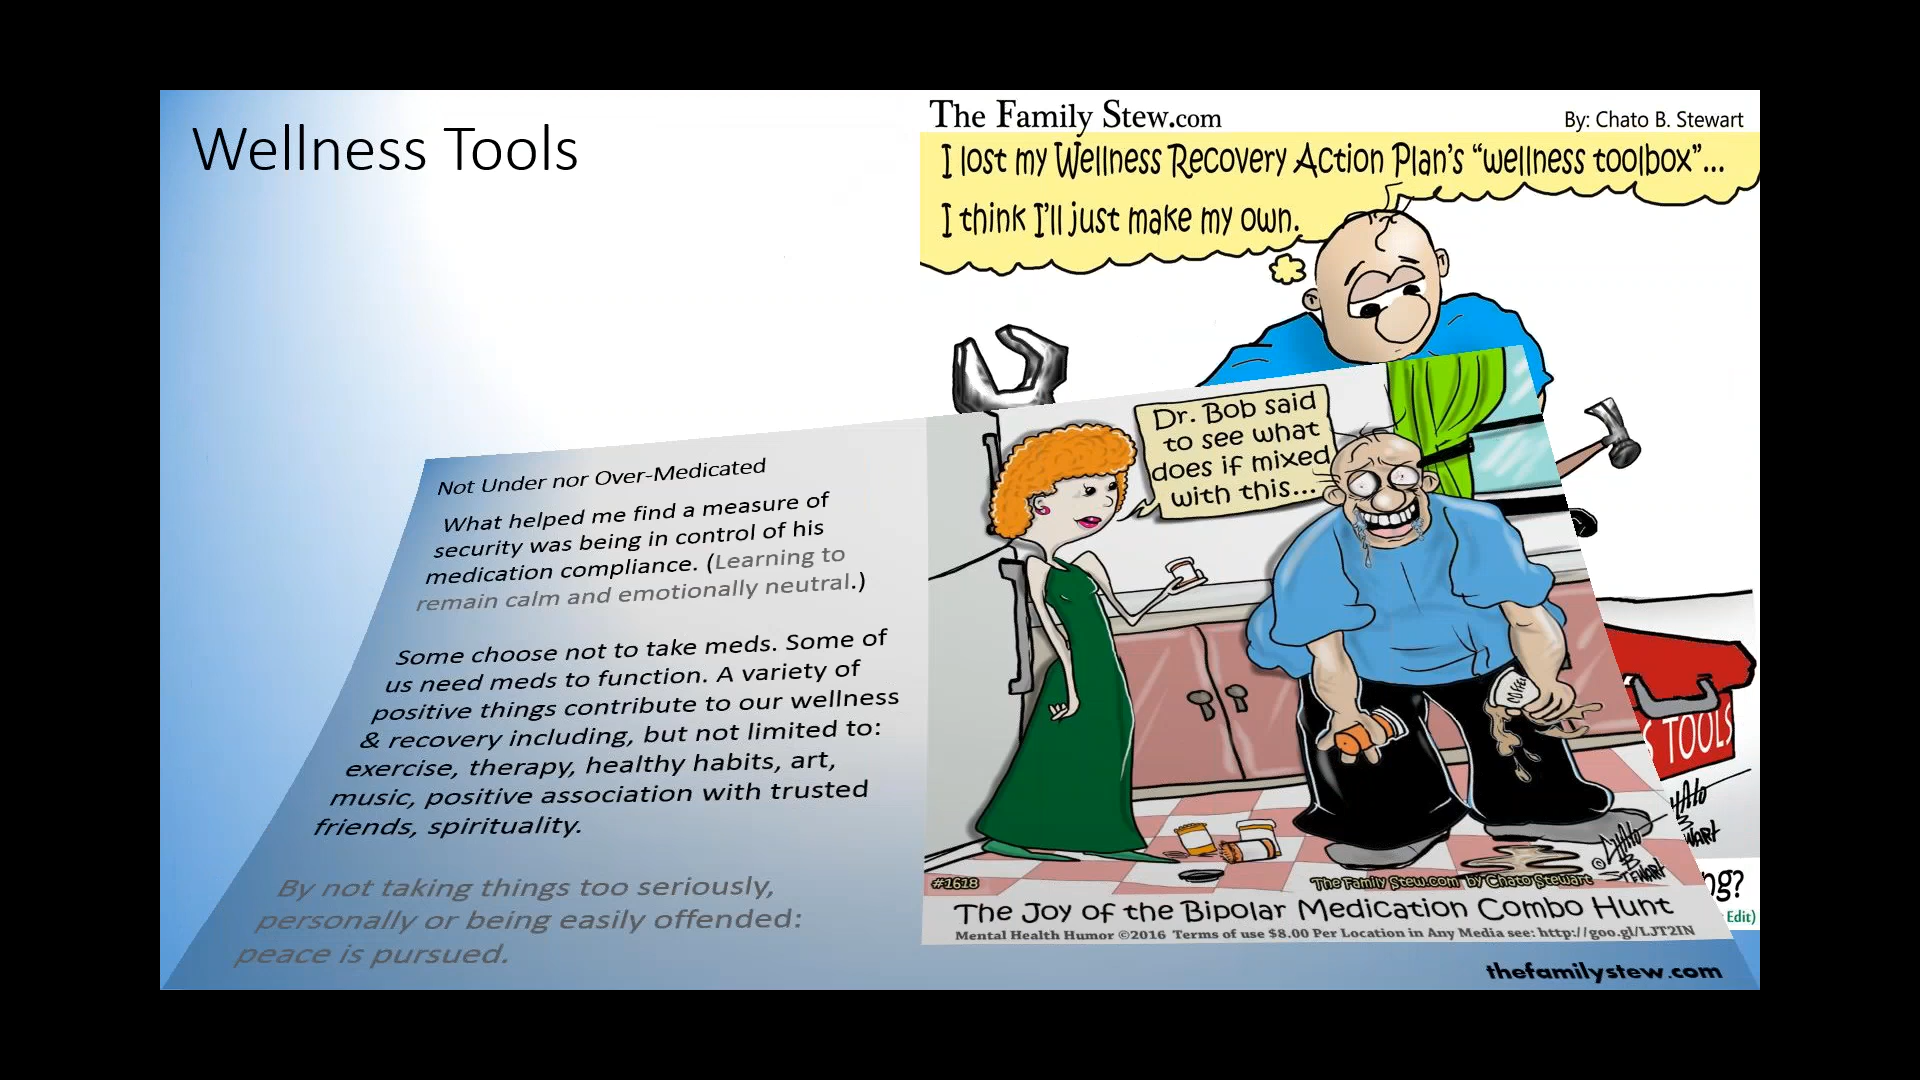 Wellness Tools
The Family Stew.com
By: Chato B. Stewart
I lost my Wellness Recovery Action Plan's “wellness toolbox”...
I think I'll just make my own.
Not Under nor Over-Medicated
What helped me find a measure of
security was being in control of his
medication compliance. (Learning to
remain calm and emotionally neutral.)
Some choose not to take meds. Some of
us need meds to function. A variety of
positive things contribute to our wellness
& recovery including, but not limited to:
exercise, therapy, healthy habits, art,
music, positive association with trusted
friends, spirituality.
By not taking things too seriously,
personally or being easily offended:
peace is pursued.
Dr. Bob said
to see what
does if mixed
with this...
COFFEE
TOOLS
CHATO
B
STEWART
©CHATO
B
STEWART
#1618
The Family Stew.com by Chato Stewart
The Joy of the Bipolar Medication Combo Hunt
Mental Health Humor ©2016 Terms of use $8.00 Per Location in Any Media see: http://goo.gl/LJT2IN
Edit)
thefamilystew.com